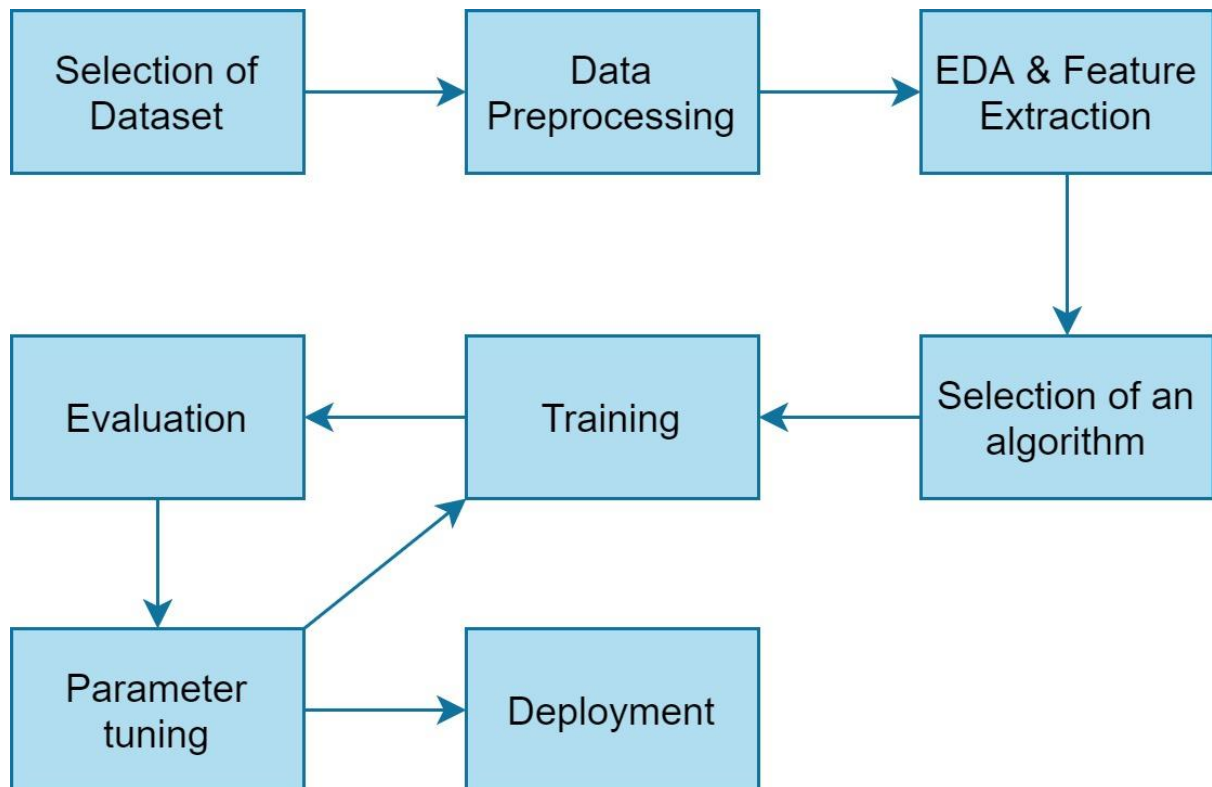 Selection of
Dataset
Data
Preprocessing
EDA & Feature
Extraction
Selection of an
algorithm
Training
Evaluation
Parameter
tuning
Deployment